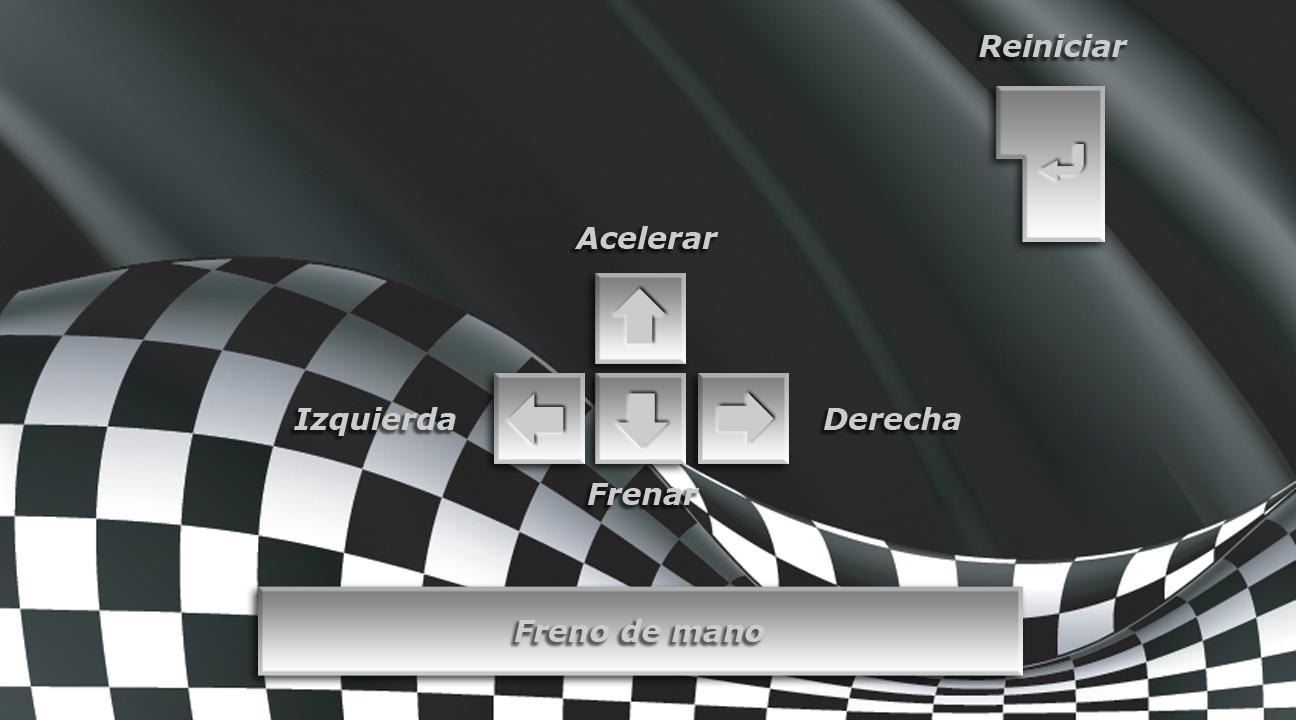 Reiniciar
Acelerar
Izquierda
Derecha
Frenar
Freno de mano